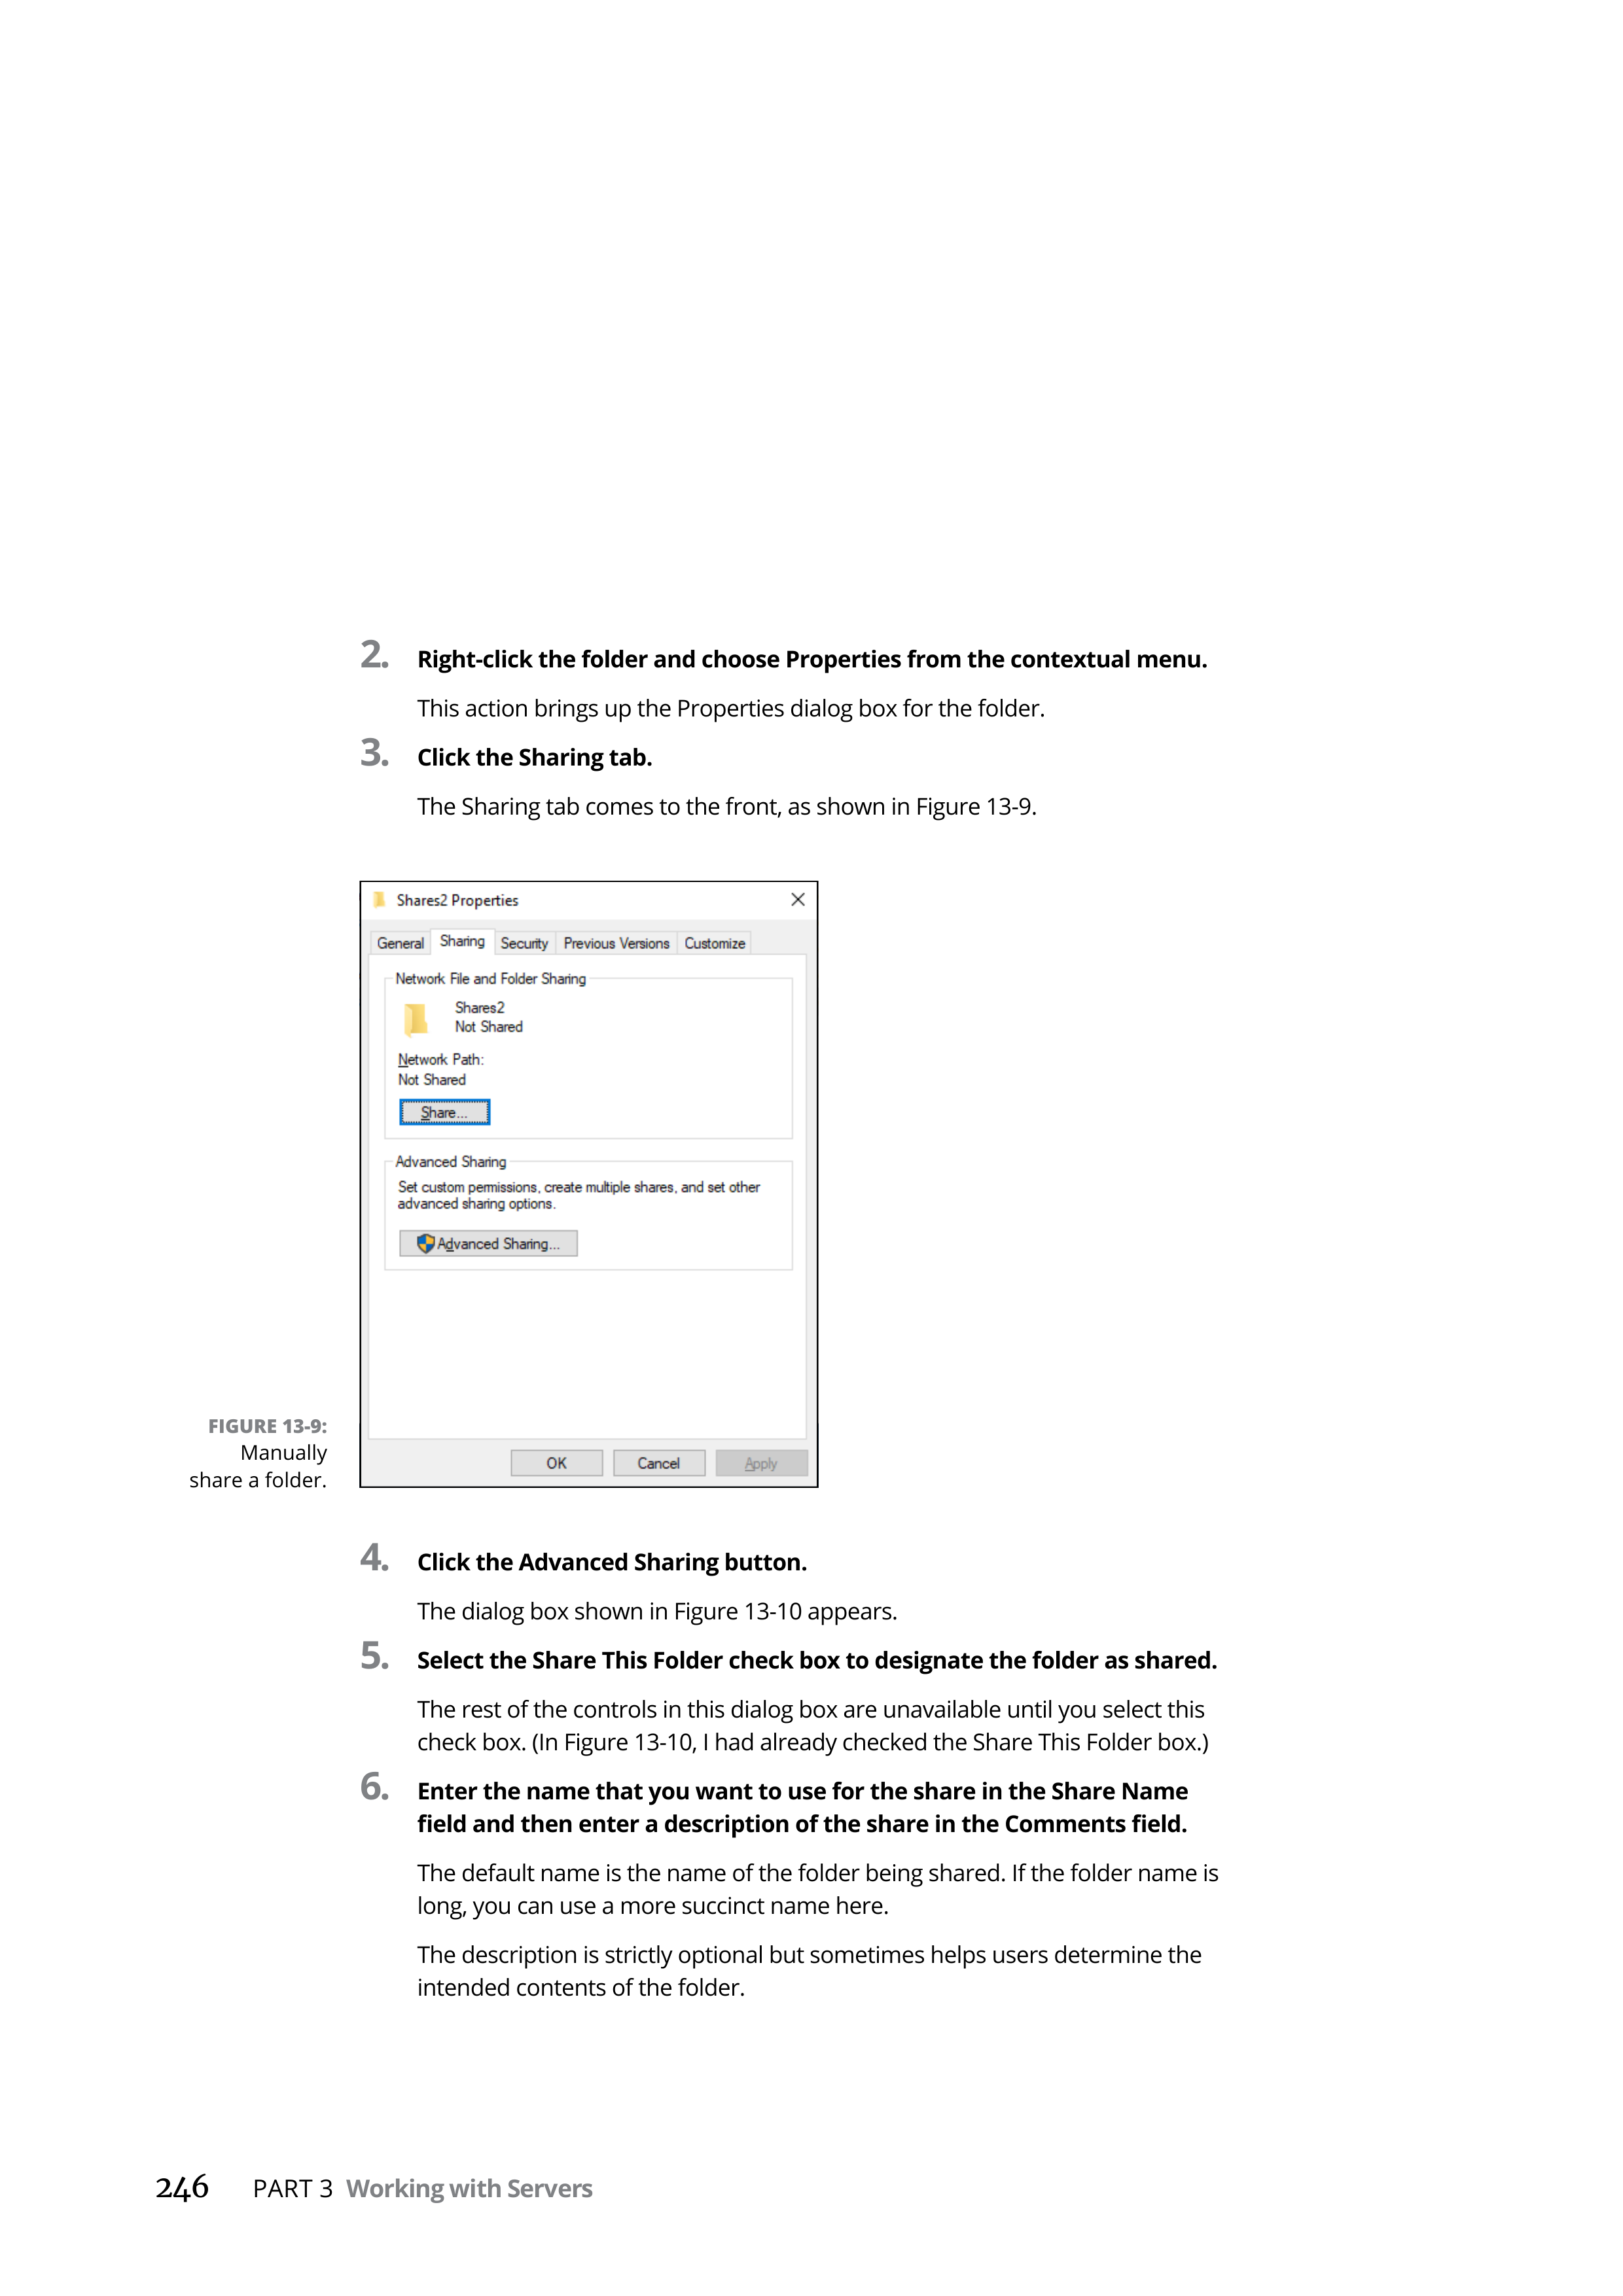 2. Right-click the folder and choose Properties from the contextual menu.
This action brings up the Properties dialog box for the folder.
3. Click the Sharing tab.
The Sharing tab comes to the front, as shown in Figure 13-9.
Shares2 Properties
General Sharing Security Previous Versions Customize
Network File and Folder Sharing
Shares2
Not Shared
Network Path:
Not Shared
Share...
Advanced Sharing
Set custom permissions, create multiple shares, and set other
advanced sharing options.
Advanced Sharing...
OK Cancel Apply
FIGURE 13-9:
Manually
share a folder.
4. Click the Advanced Sharing button.
The dialog box shown in Figure 13-10 appears.
5. Select the Share This Folder check box to designate the folder as shared.
The rest of the controls in this dialog box are unavailable until you select this
check box. (In Figure 13-10, I had already checked the Share This Folder box.)
6. Enter the name that you want to use for the share in the Share Name
field and then enter a description of the share in the Comments field.
The default name is the name of the folder being shared. If the folder name is
long, you can use a more succinct name here.
The description is strictly optional but sometimes helps users determine the
intended contents of the folder.
246 PART 3 Working with Servers